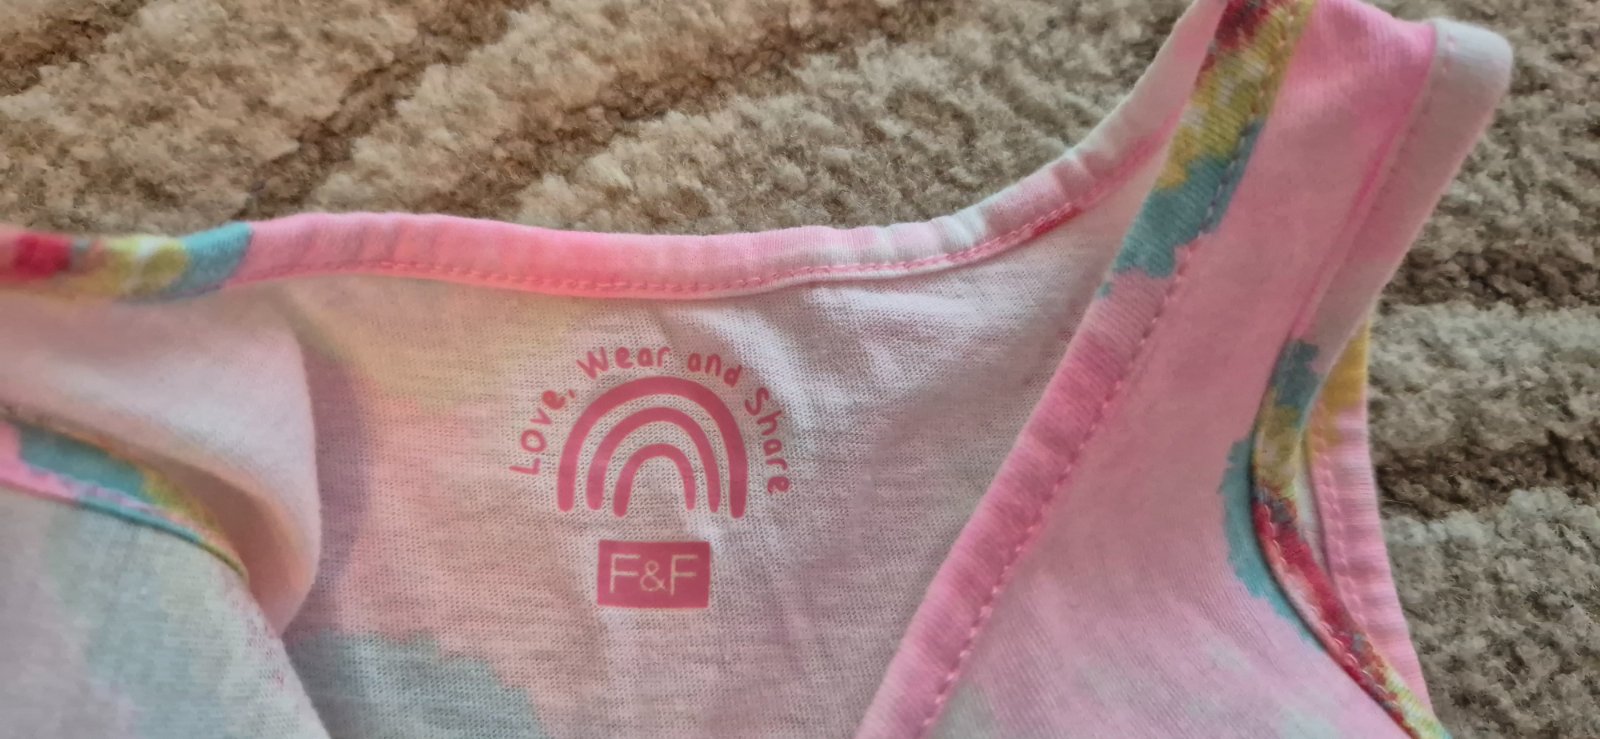 Love, Wear and Share
F&F